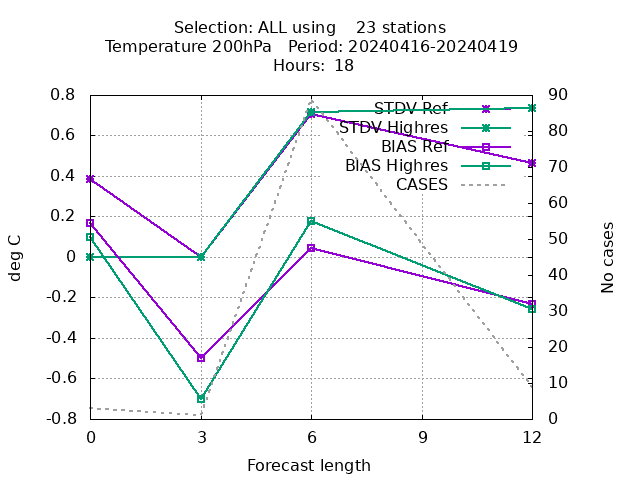 Selection: ALL using    23 stations
Temperature 200hPa   Period: 20240416-20240419
Hours:  18
0.8
0.6
0.4
0.2
0
-0.2
-0.4
-0.6
-0.8
deg C
STDV Ref
STDV Highres
BIAS Ref
BIAS Highres
CASES
90
80
70
60
50
40
30
20
10
0
No cases
0 3 6 9 12
Forecast length